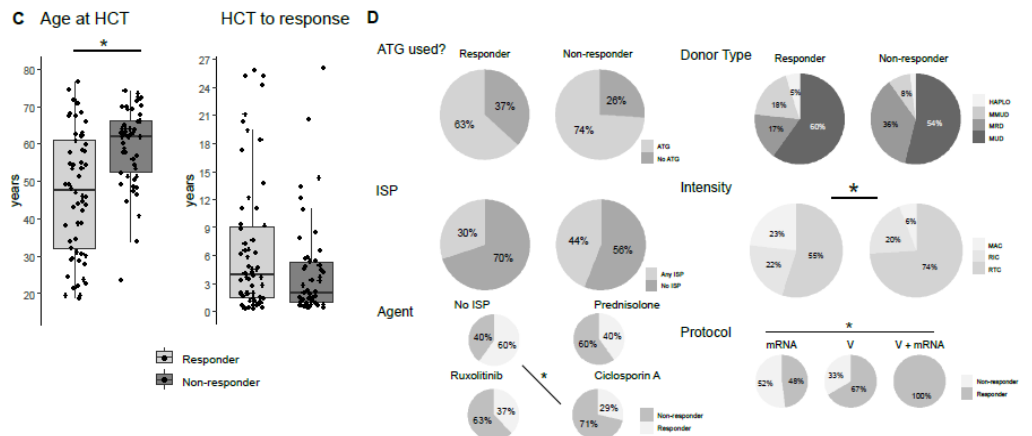 C Age at HCT
HCT to response
*
years
80
70
60
50
40
30
20
years
27
24
21
18
15
12
9
6
3
0
Responder
Non-responder
D
ATG used?
Responder
Non-responder
37%
63%
26%
74%
ATG
No ATG
ISP
30%
70%
44%
56%
Any ISP
No ISP
Agent
No ISP
Prednisolone
40%
60%
40%
60%
Ruxolitinib
*
Ciclosporin A
37%
63%
29%
71%
Non-responder
Responder
Donor Type
Responder
Non-responder
5%
18%
17%
60%
8%
36%
54%
HAPLO
MMUD
MRD
MUD
Intensity
*
23%
22%
55%
6%
20%
74%
MAC
RIC
RTC
Protocol
*
mRNA
V
V + mRNA
52%
48%
33%
67%
100%
Non-responder
Responder